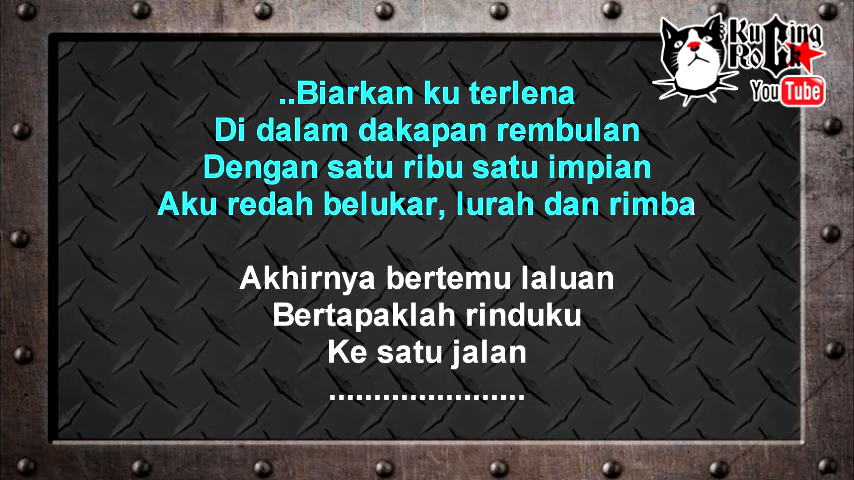 Kucing
Rock
YouTube
..Biarkan ku terlena
Di dalam dakapan rembulan
Dengan satu ribu satu impian
Aku redah belukar, lurah dan rimba
Akhirnya bertemu laluan
Bertapaklah rinduku
Ke satu jalan
......................